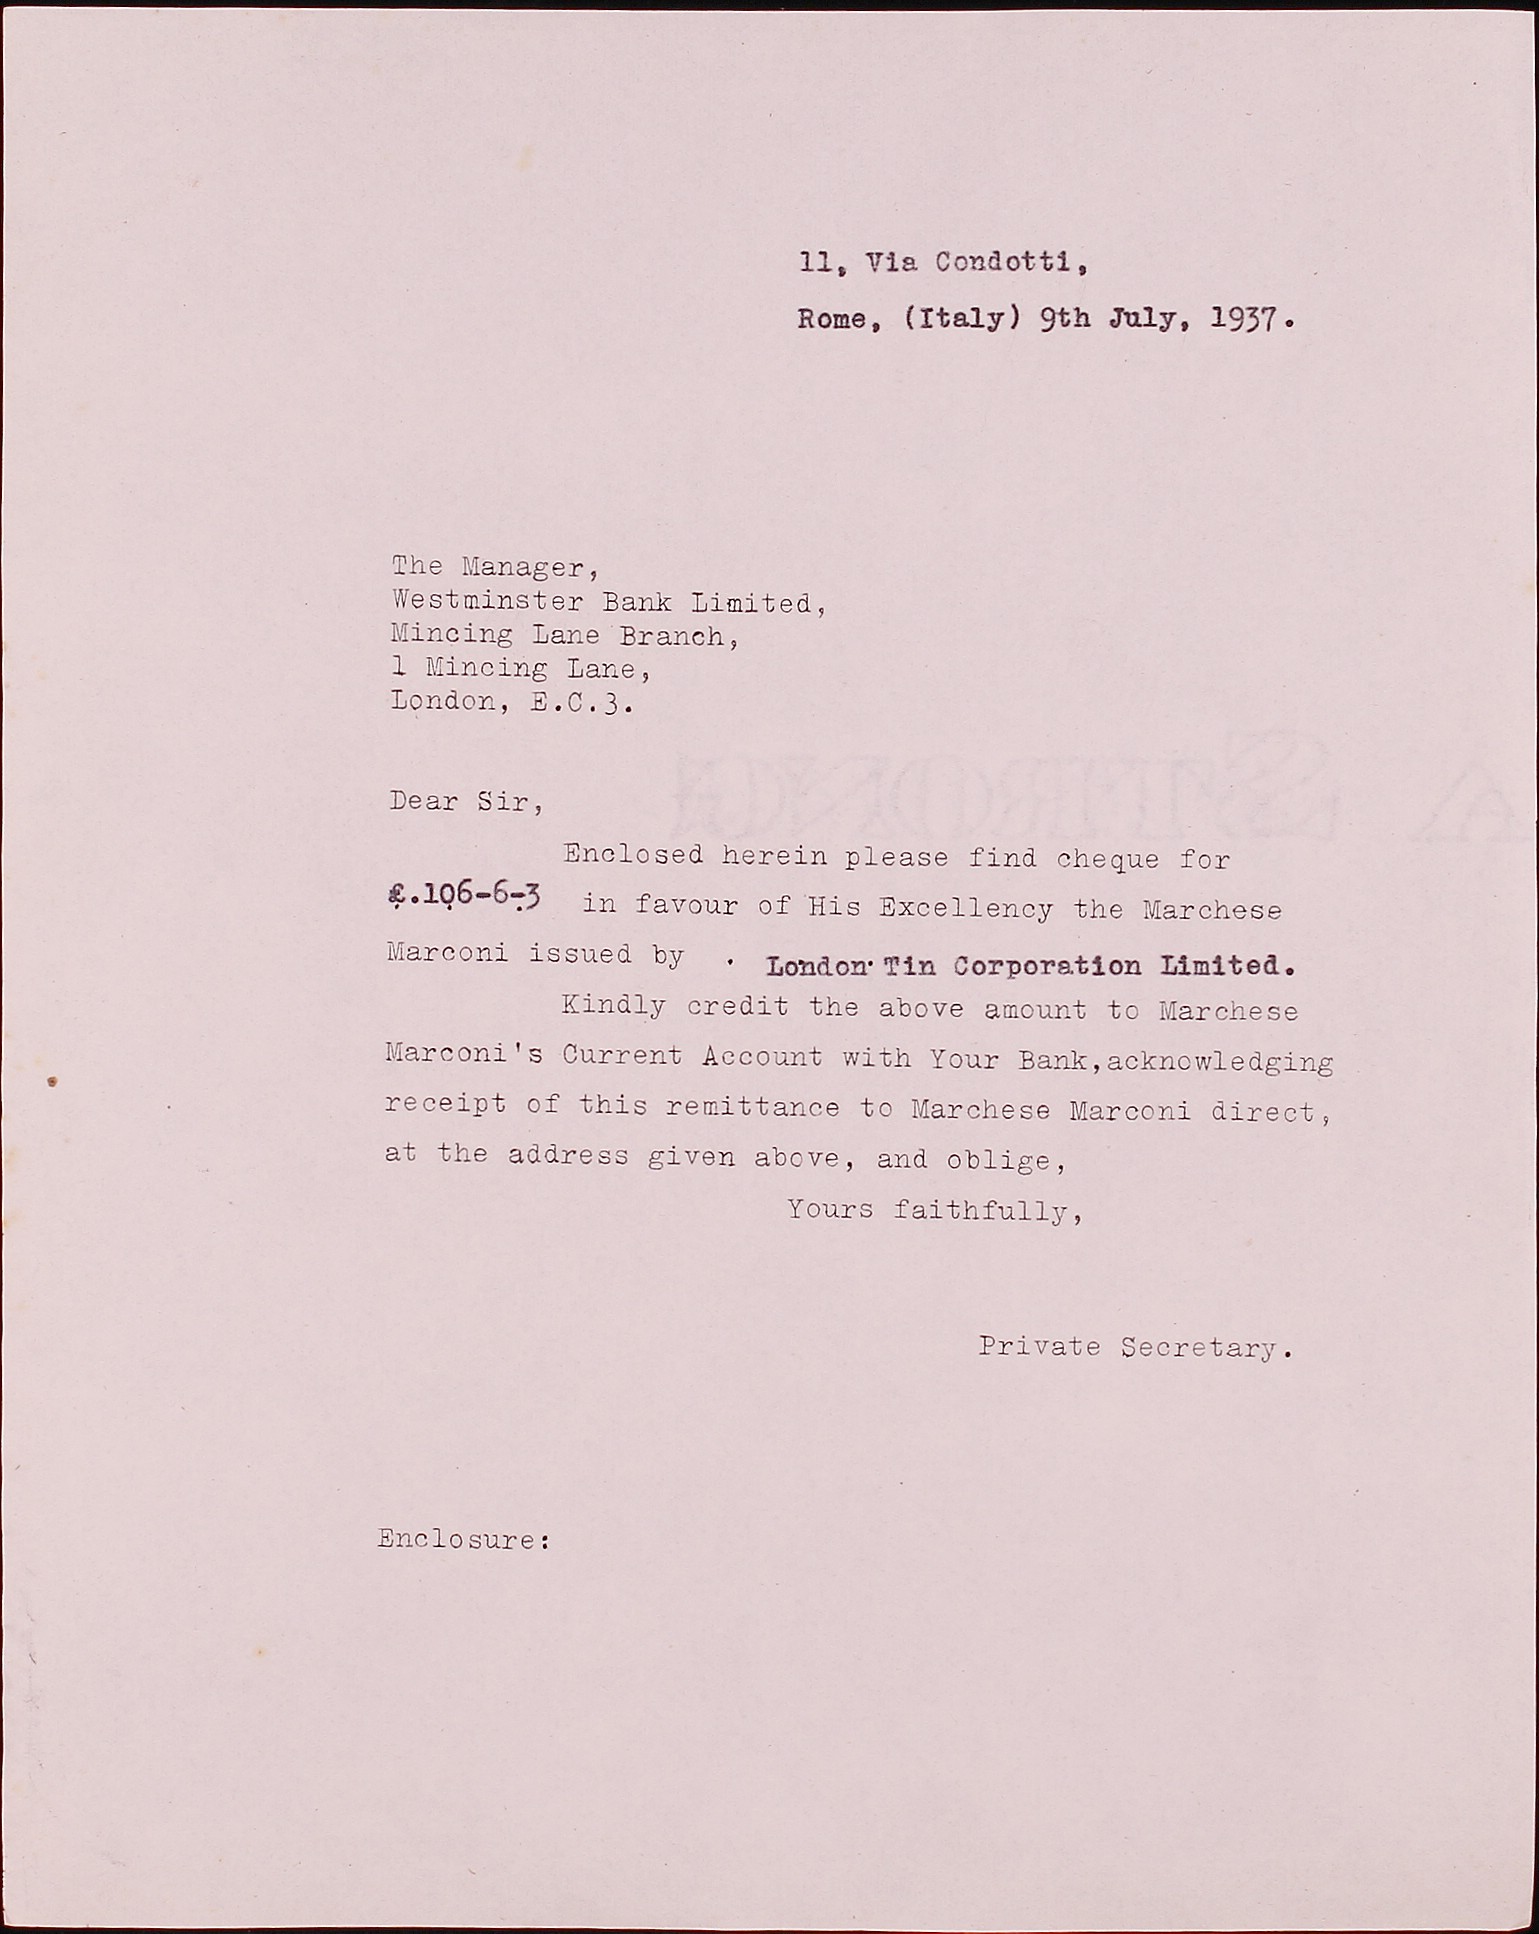 11, Via Condotti,
Rome, (Italy) 9th July, 1937.
The Manager,
Westminster Bank Limited,
Mincing Lane Branch,
1 Mincing Lane,
London, E.C.3.
Dear Sir,
Enclosed herein please find cheque for
£.106-6-3 in favour of His Excellency the Marchese
Marconi issued by . London Tin Corporation Limited.
Kindly credit the above amount to Marchese
Marconi's Current Account with Your Bank,acknowledging
receipt of this remittance to Marchese Marconi direct,
at the address given above, and oblige,
Yours faithfully,
Private Secretary.
Enclosure: